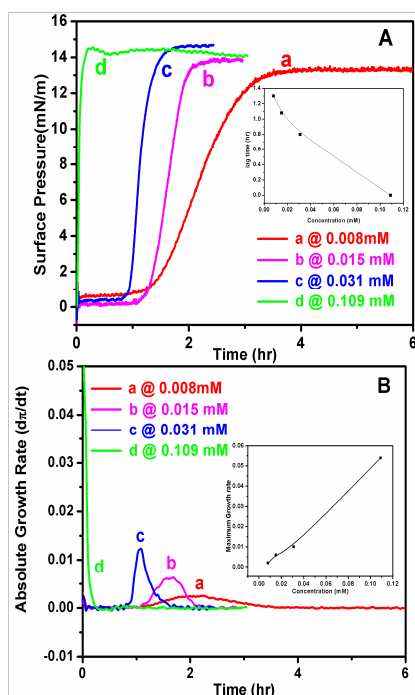 16
14
12
10
8
6
4
2
0
Surface Pressure(mN/m)
A
d
c
b
a
1.4
1.2
1.0
0.8
0.6
0.4
0.2
0.0
lag time (hr)
0.00 0.02 0.04 0.06 0.08 0.10 0.12
Concentration (mM)
a @ 0.008mM
b @ 0.015 mM
c @ 0.031 mM
d @ 0.109 mM
0 1 2 3 4 5 6
Time (hr)
0.05
0.04
0.03
0.02
0.01
0.00
-0.01
Absolute Growth Rate (dπ/dt)
B
a @ 0.008mM
b @ 0.015 mM
c @ 0.031 mM
d @ 0.109 mM
0.06
0.05
0.04
0.03
0.02
0.01
0.00
Maximum Growth rate
0.00 0.02 0.04 0.06 0.08 0.10 0.12
Concentration (mM)
c
d
b
a
0 2 3 4 6
Time (hr)